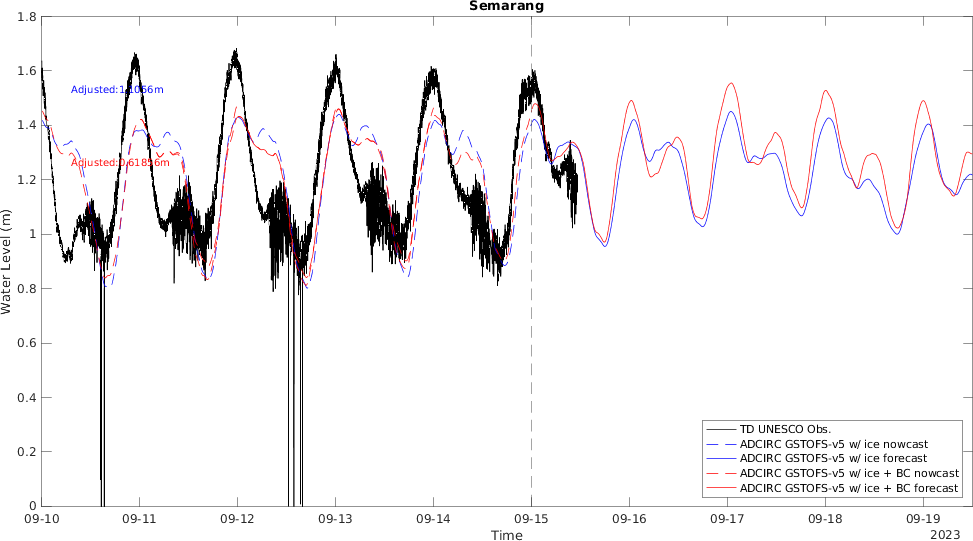 Semarang
Water Level (m)
1.8
1.6
1.4
1.2
1
0.8
0.6
0.4
0.2
0
Adjusted:1.1066m
Adjusted:0.61856m
TD UNESCO Obs.
ADCIRC GSTOFS-v5 w/ ice nowcast
ADCIRC GSTOFS-v5 w/ ice forecast
ADCIRC GSTOFS-v5 w/ ice + BC nowcast
ADCIRC GSTOFS-v5 w/ ice + BC forecast
09-10 09-11 09-12 09-13 09-14 09-15 09-16 09-17 09-18 09-19
Time
2023